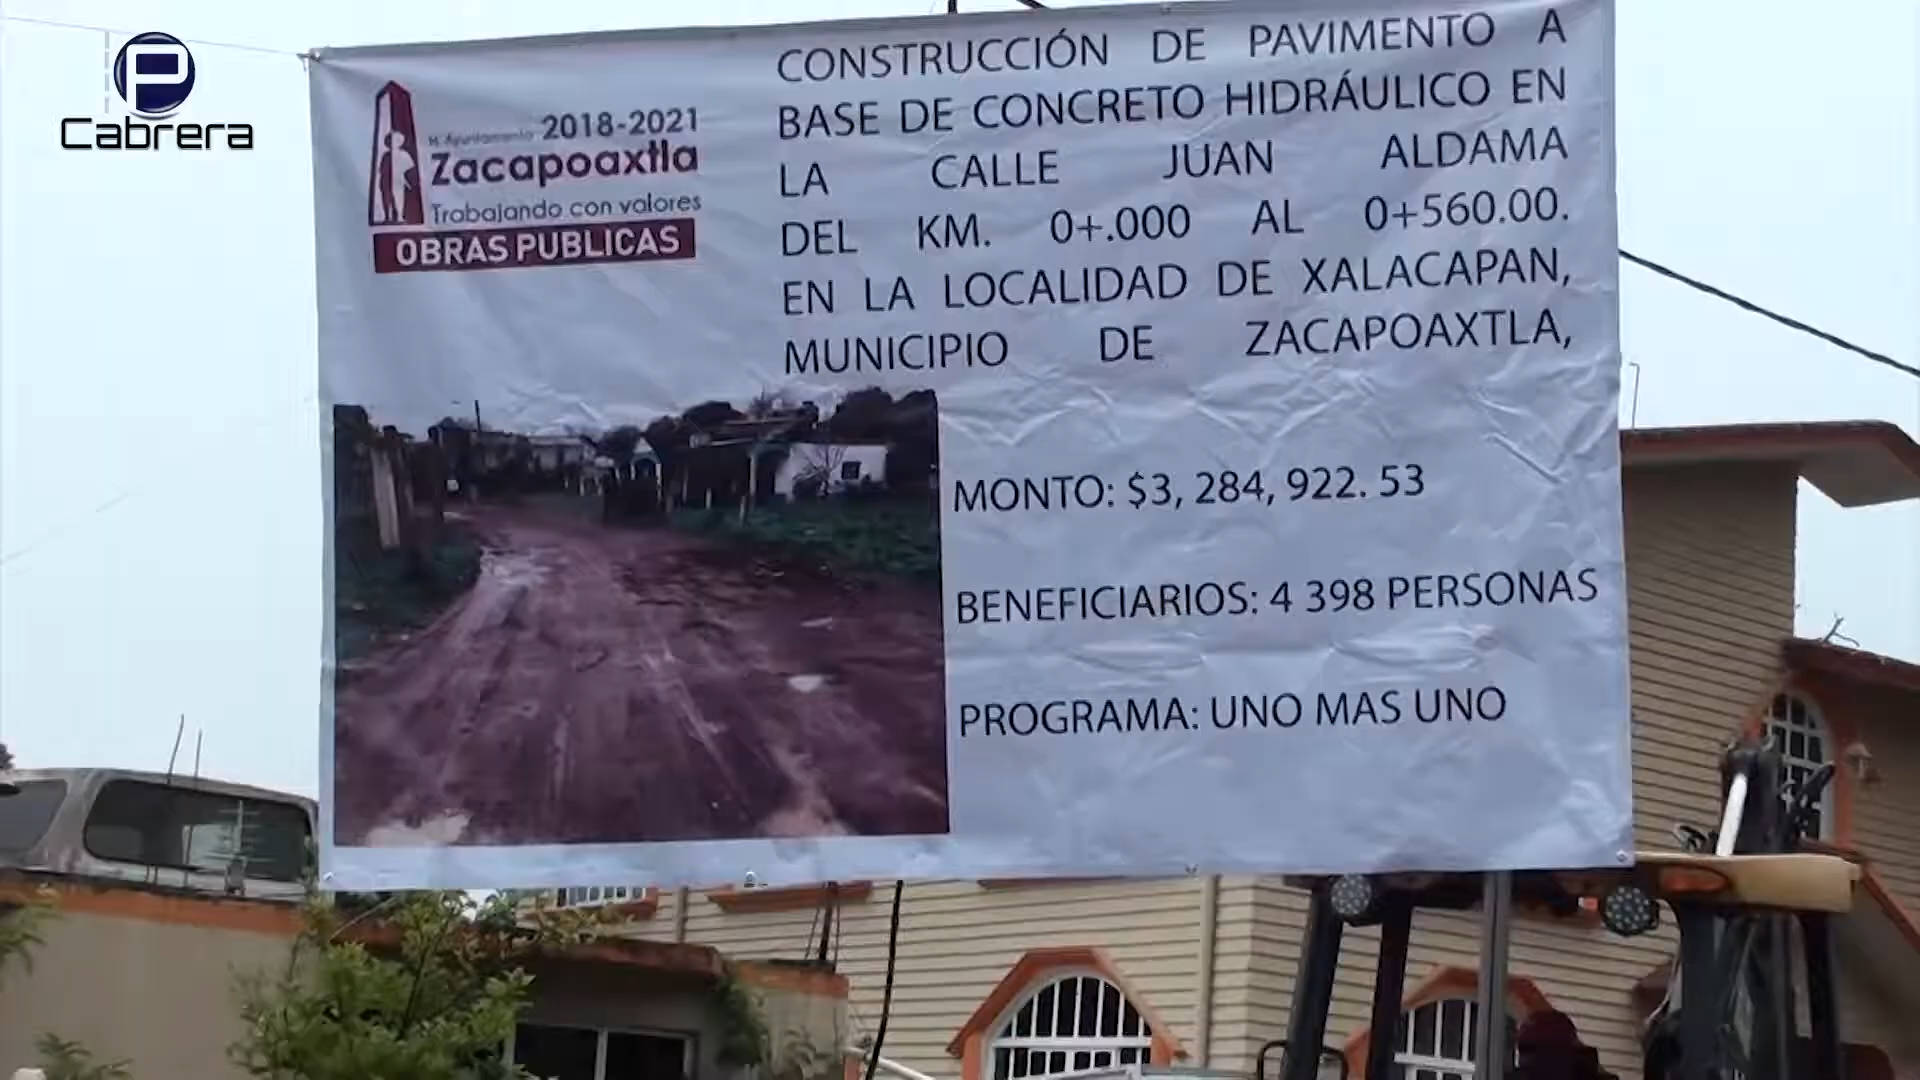 P
Cabrera
H. Ayuntamiento 2018-2021
Zacapoaxtla
Trabajando con valores
OBRAS PUBLICAS
CONSTRUCCIÓN DE PAVIMENTO A
BASE DE CONCRETO HIDRÁULICO EN
LA CALLE JUAN ALDAMA
DEL KM. 0+.000 AL 0+560.00.
EN LA LOCALIDAD DE XALACAPAN,
MUNICIPIO DE ZACAPOAXTLA,
MONTO: $3, 284, 922. 53
BENEFICIARIOS: 4 398 PERSONAS
PROGRAMA: UNO MAS UNO